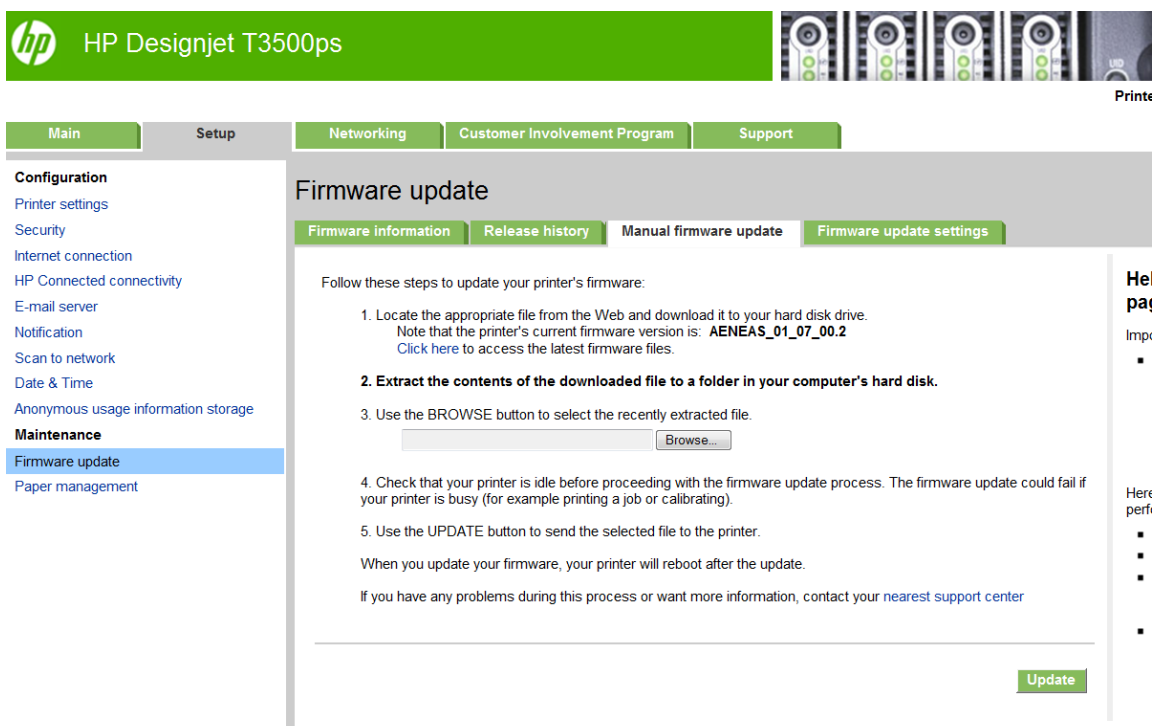 hp HP Designjet T3500ps
UID
Main Setup Networking Customer Involvement Program Support
Configuration
Printer settings
Security
Internet connection
HP Connected connectivity
E-mail server
Notification
Scan to network
Date & Time
Anonymous usage information storage
Maintenance
Firmware update
Paper management
Firmware update
Firmware information Release history Manual firmware update Firmware update settings
Follow these steps to update your printer's firmware:
1. Locate the appropriate file from the Web and download it to your hard disk drive.
Note that the printer's current firmware version is: AENEAS_01_07_00.2
Click here to access the latest firmware files.
2. Extract the contents of the downloaded file to a folder in your computer's hard disk.
3. Use the BROWSE button to select the recently extracted file.
Browse...
4. Check that your printer is idle before proceeding with the firmware update process. The firmware update could fail if
your printer is busy (for example printing a job or calibrating).
5. Use the UPDATE button to send the selected file to the printer.
When you update your firmware, your printer will reboot after the update.
If you have any problems during this process or want more information, contact your nearest support center
Update
Here